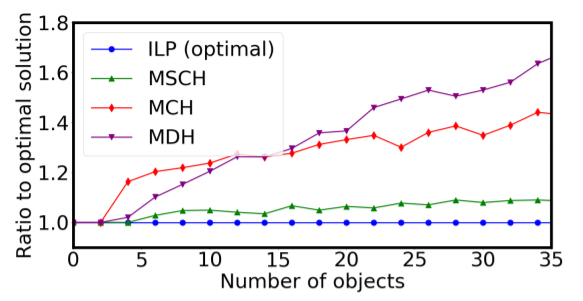 1.8
1.6
1.4
1.2
1.0
Ratio to optimal solution
ILP (optimal)
MSCH
MCH
MDH
0 5 10 15 20 25 30 35
Number of objects